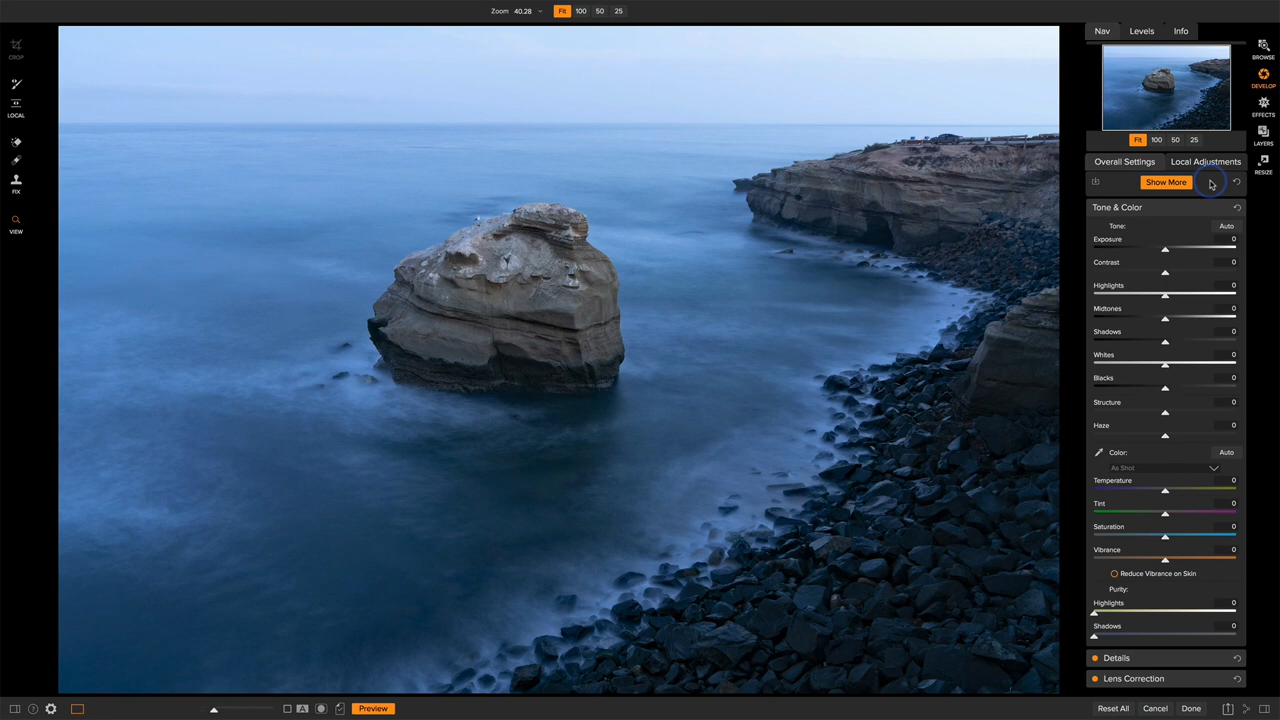 Zoom 40.28 Fit 100 50 25
CROP
LOCAL
FIX
VIEW
Nav Levels Info
Fit 100 50 25
BROWSE
DEVELOP
EFFECTS
LAYERS
RESIZE
Overall Settings Local Adjustments
Show More
Tone & Color
Tone: Auto
Exposure 0
Contrast 0
Highlights 0
Midtones 0
Shadows 0
Whites 0
Blacks 0
Structure 0
Haze 0
Color: Auto
As Shot
Temperature 0
Tint 0
Saturation 0
Vibrance 0
Reduce Vibrance on Skin
Purity:
Highlights 0
Shadows 0
Details
Lens Correction
? A Preview Reset All Cancel Done